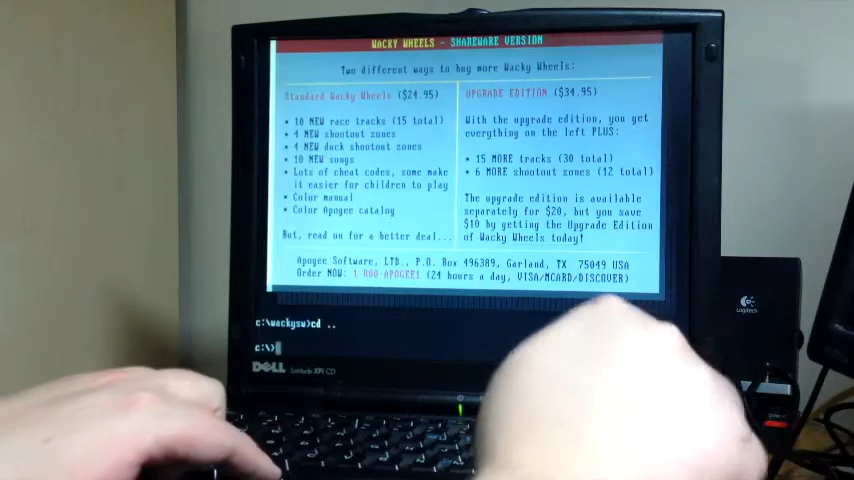 WACKY WHEELS - SHAREWARE VERSION
Two different ways to buy more Wacky Wheels:
Standard Wacky Wheels ($24.95)
• 10 NEW race tracks (15 total)
• 4 NEW shootout zones
• 4 NEW duck shootout zones
• 10 NEW songs
• Lots of cheat codes, some make
it easier for children to play
• Color manual
• Color Apogee catalog
But, read on for a better deal...
UPGRADE EDITION ($34.95)
With the upgrade edition, you get
everything on the left PLUS:
• 15 MORE tracks (30 total)
• 6 MORE shootout zones (12 total)
The upgrade edition is available
separately for $20, but you save
$10 by getting the Upgrade Edition
of Wacky Wheels today!
Apogee Software, LTD., P.O. Box 496389, Garland, TX 75049 USA
Order NOW: 1-800-APOGEE1 (24 hours a day, VISA/MCARD/DISCOVER)
c:\wackysw>cd ..
c:\>
DELL Latitude XPi CD
Logitech